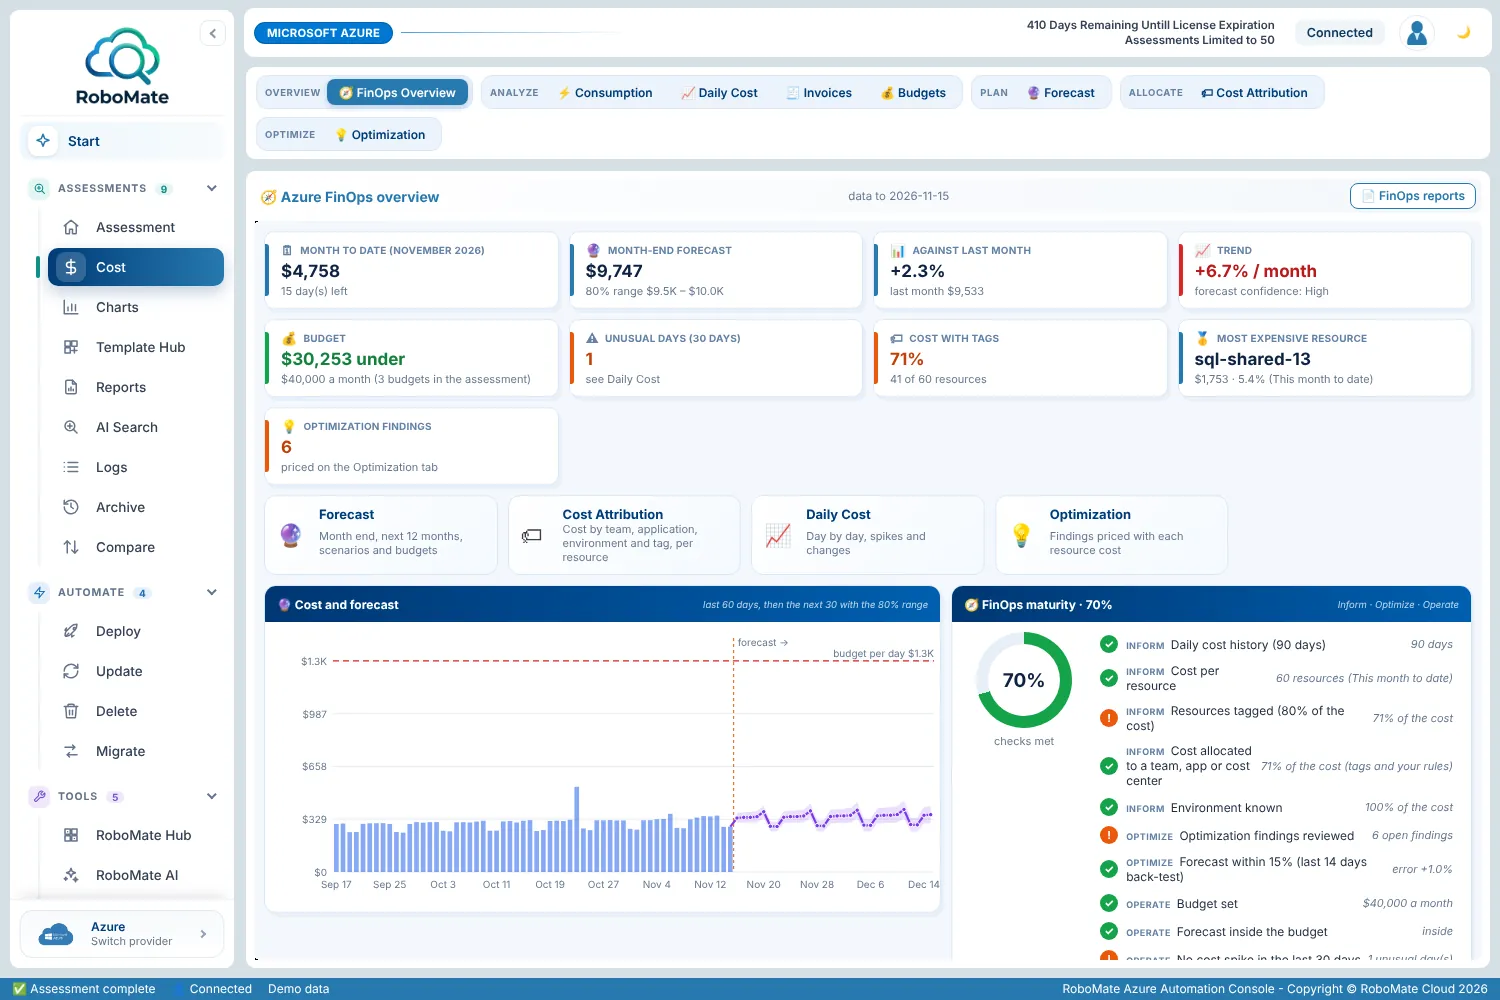 RoboMate
Start
ASSESSMENTS 9
Assessment
Cost
Charts
Template Hub
Reports
AI Search
Logs
Archive
Compare
AUTOMATE 4
Deploy
Update
Delete
Migrate
TOOLS 5
RoboMate Hub
RoboMate AI
Azure
Switch provider
MICROSOFT AZURE
410 Days Remaining Untill License Expiration
Assessments Limited to 50
Connected
OVERVIEW FinOps Overview ANALYZE Consumption Daily Cost Invoices Budgets PLAN Forecast ALLOCATE Cost Attribution
OPTIMIZE Optimization
Azure FinOps overview
data to 2026-11-15
FinOps reports
MONTH TO DATE (NOVEMBER 2026)
$4,758
15 day(s) left
MONTH-END FORECAST
$9,747
80% range $9.5K – $10.0K
AGAINST LAST MONTH
+2.3%
last month $9,533
TREND
+6.7% / month
forecast confidence: High
BUDGET
$30,253 under
$40,000 a month (3 budgets in the assessment)
UNUSUAL DAYS (30 DAYS)
1
see Daily Cost
COST WITH TAGS
71%
41 of 60 resources
MOST EXPENSIVE RESOURCE
sql-shared-13
$1,753 · 5.4% (This month to date)
OPTIMIZATION FINDINGS
6
priced on the Optimization tab
Forecast
Month end, next 12 months,
scenarios and budgets
Cost Attribution
Cost by team, application,
environment and tag, per
resource
Daily Cost
Day by day, spikes and
changes
Optimization
Findings priced with each
resource cost
Cost and forecast
last 60 days, then the next 30 with the 80% range
forecast →
budget per day $1.3K
$1.3K
$987
$658
$329
$0
Sep 17 Sep 25 Oct 3 Oct 11 Oct 19 Oct 27 Nov 4 Nov 12 Nov 20 Nov 28 Dec 6 Dec 14
FinOps maturity · 70%
Inform · Optimize · Operate
70%
checks met
INFORM Daily cost history (90 days) 90 days
INFORM Cost per
resource
60 resources (This month to date)
INFORM Resources tagged (80% of the
cost)
71% of the cost
INFORM Cost allocated
to a team, app or cost
center
71% of the cost (tags and your rules)
INFORM Environment known 100% of the cost
OPTIMIZE Optimization findings reviewed 6 open findings
OPTIMIZE Forecast within 15% (last 14 days
back-test)
error +1.0%
OPERATE Budget set $40,000 a month
OPERATE Forecast inside the budget inside
OPERATE No cost spike in the last 30 days 1 unusual day(s)
Assessment complete Connected Demo data
RoboMate Azure Automation Console - Copyright © RoboMate Cloud 2026